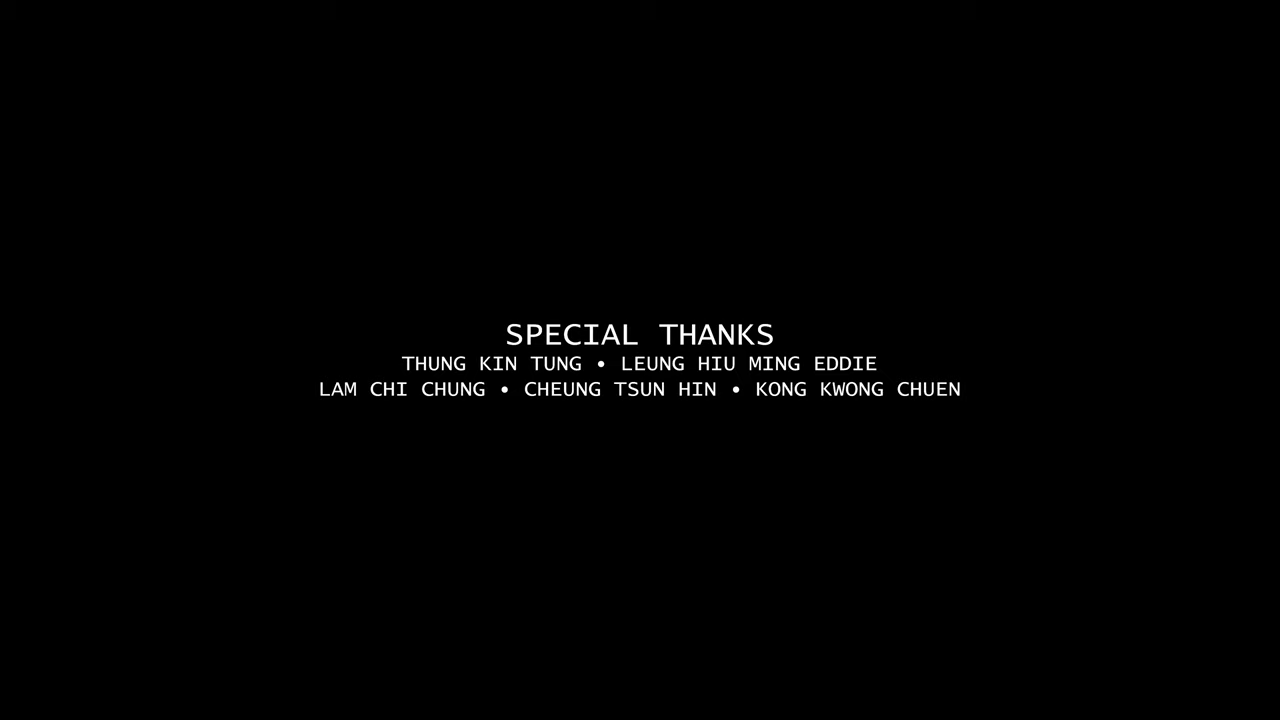 SPECIAL THANKS
THUNG KIN TUNG • LEUNG HIU MING EDDIE
LAM CHI CHUNG • CHEUNG TSUN HIN • KONG KWONG CHUEN